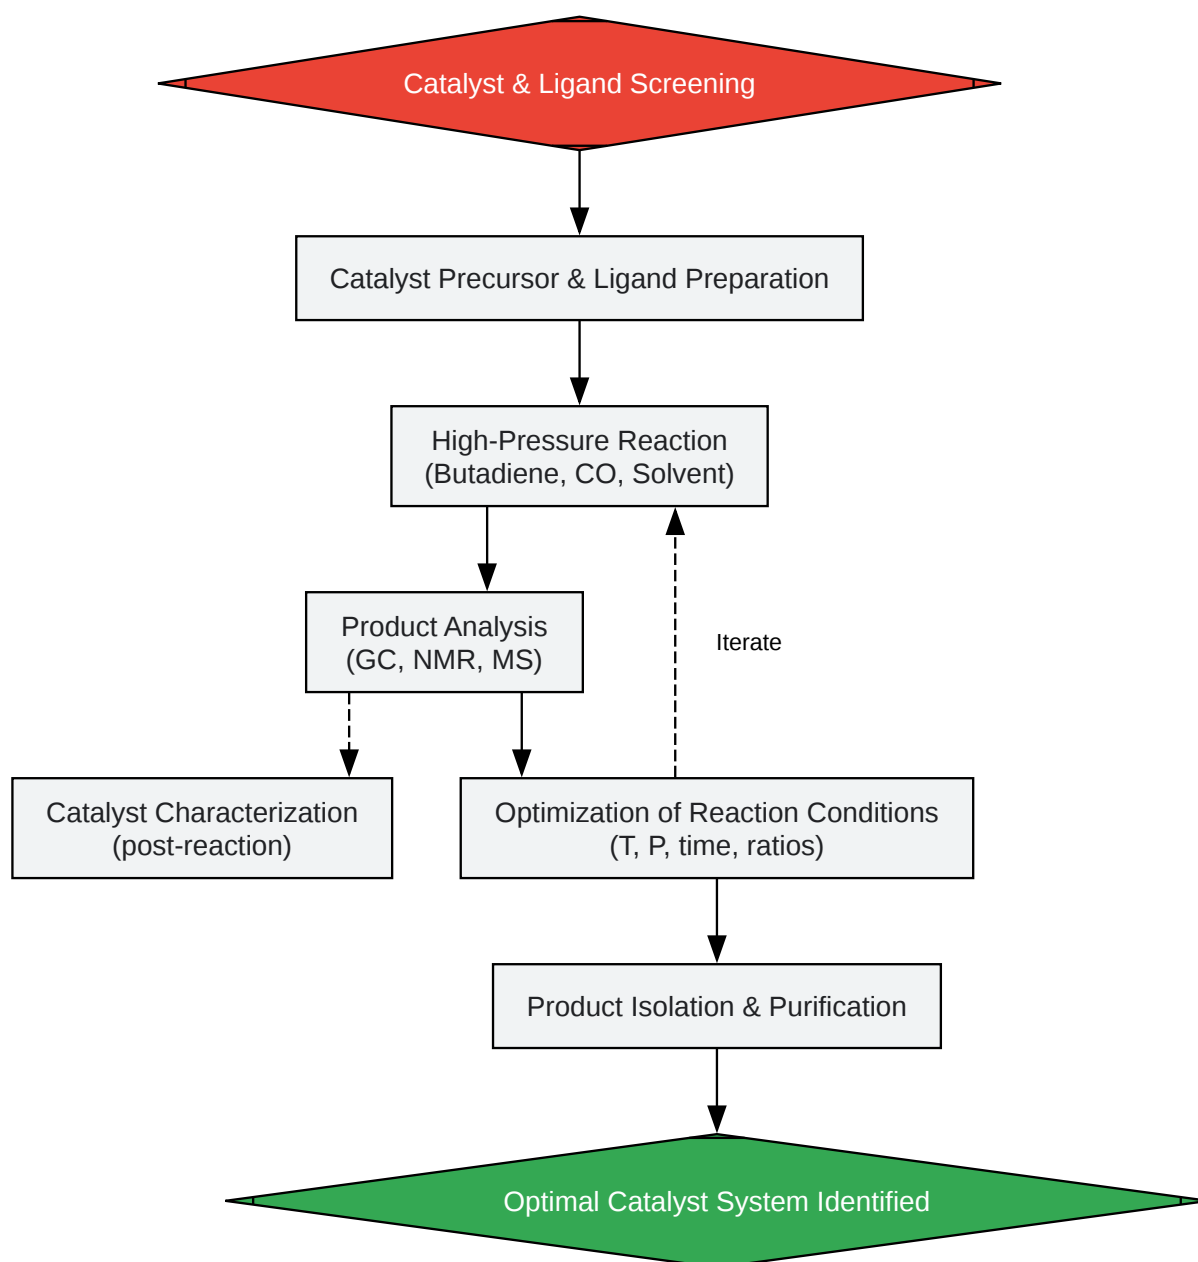 Catalyst & Ligand Screening
Catalyst Precursor & Ligand Preparation
High-Pressure Reaction
(Butadiene, CO, Solvent)
Product Analysis
(GC, NMR, MS)
Iterate
Catalyst Characterization
(post-reaction)
Optimization of Reaction Conditions
(T, P, time, ratios)
Product Isolation & Purification
Optimal Catalyst System Identified